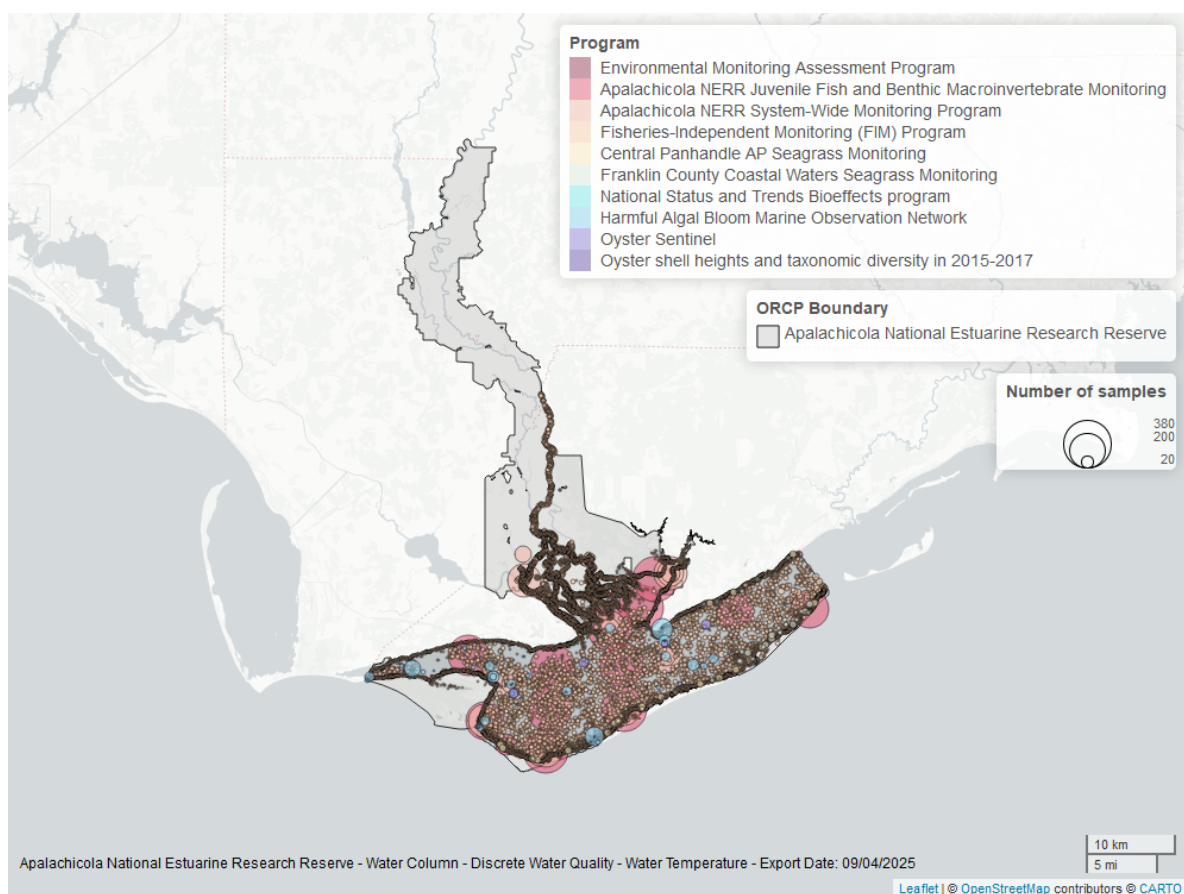 Program
Environmental Monitoring Assessment Program
Apalachicola NERR Juvenile Fish and Benthic Macroinvertebrate Monitoring
Apalachicola NERR System-Wide Monitoring Program
Fisheries-Independent Monitoring (FIM) Program
Central Panhandle AP Seagrass Monitoring
Franklin County Coastal Waters Seagrass Monitoring
National Status and Trends Bioeffects program
Harmful Algal Bloom Marine Observation Network
Oyster Sentinel
Oyster shell heights and taxonomic diversity in 2015-2017
ORCP Boundary
Apalachicola National Estuarine Research Reserve
Number of samples
380
200
20
10 km
5 mi
Apalachicola National Estuarine Research Reserve - Water Column - Discrete Water Quality - Water Temperature - Export Date: 09/04/2025
Leaflet | © OpenStreetMap contributors © CARTO